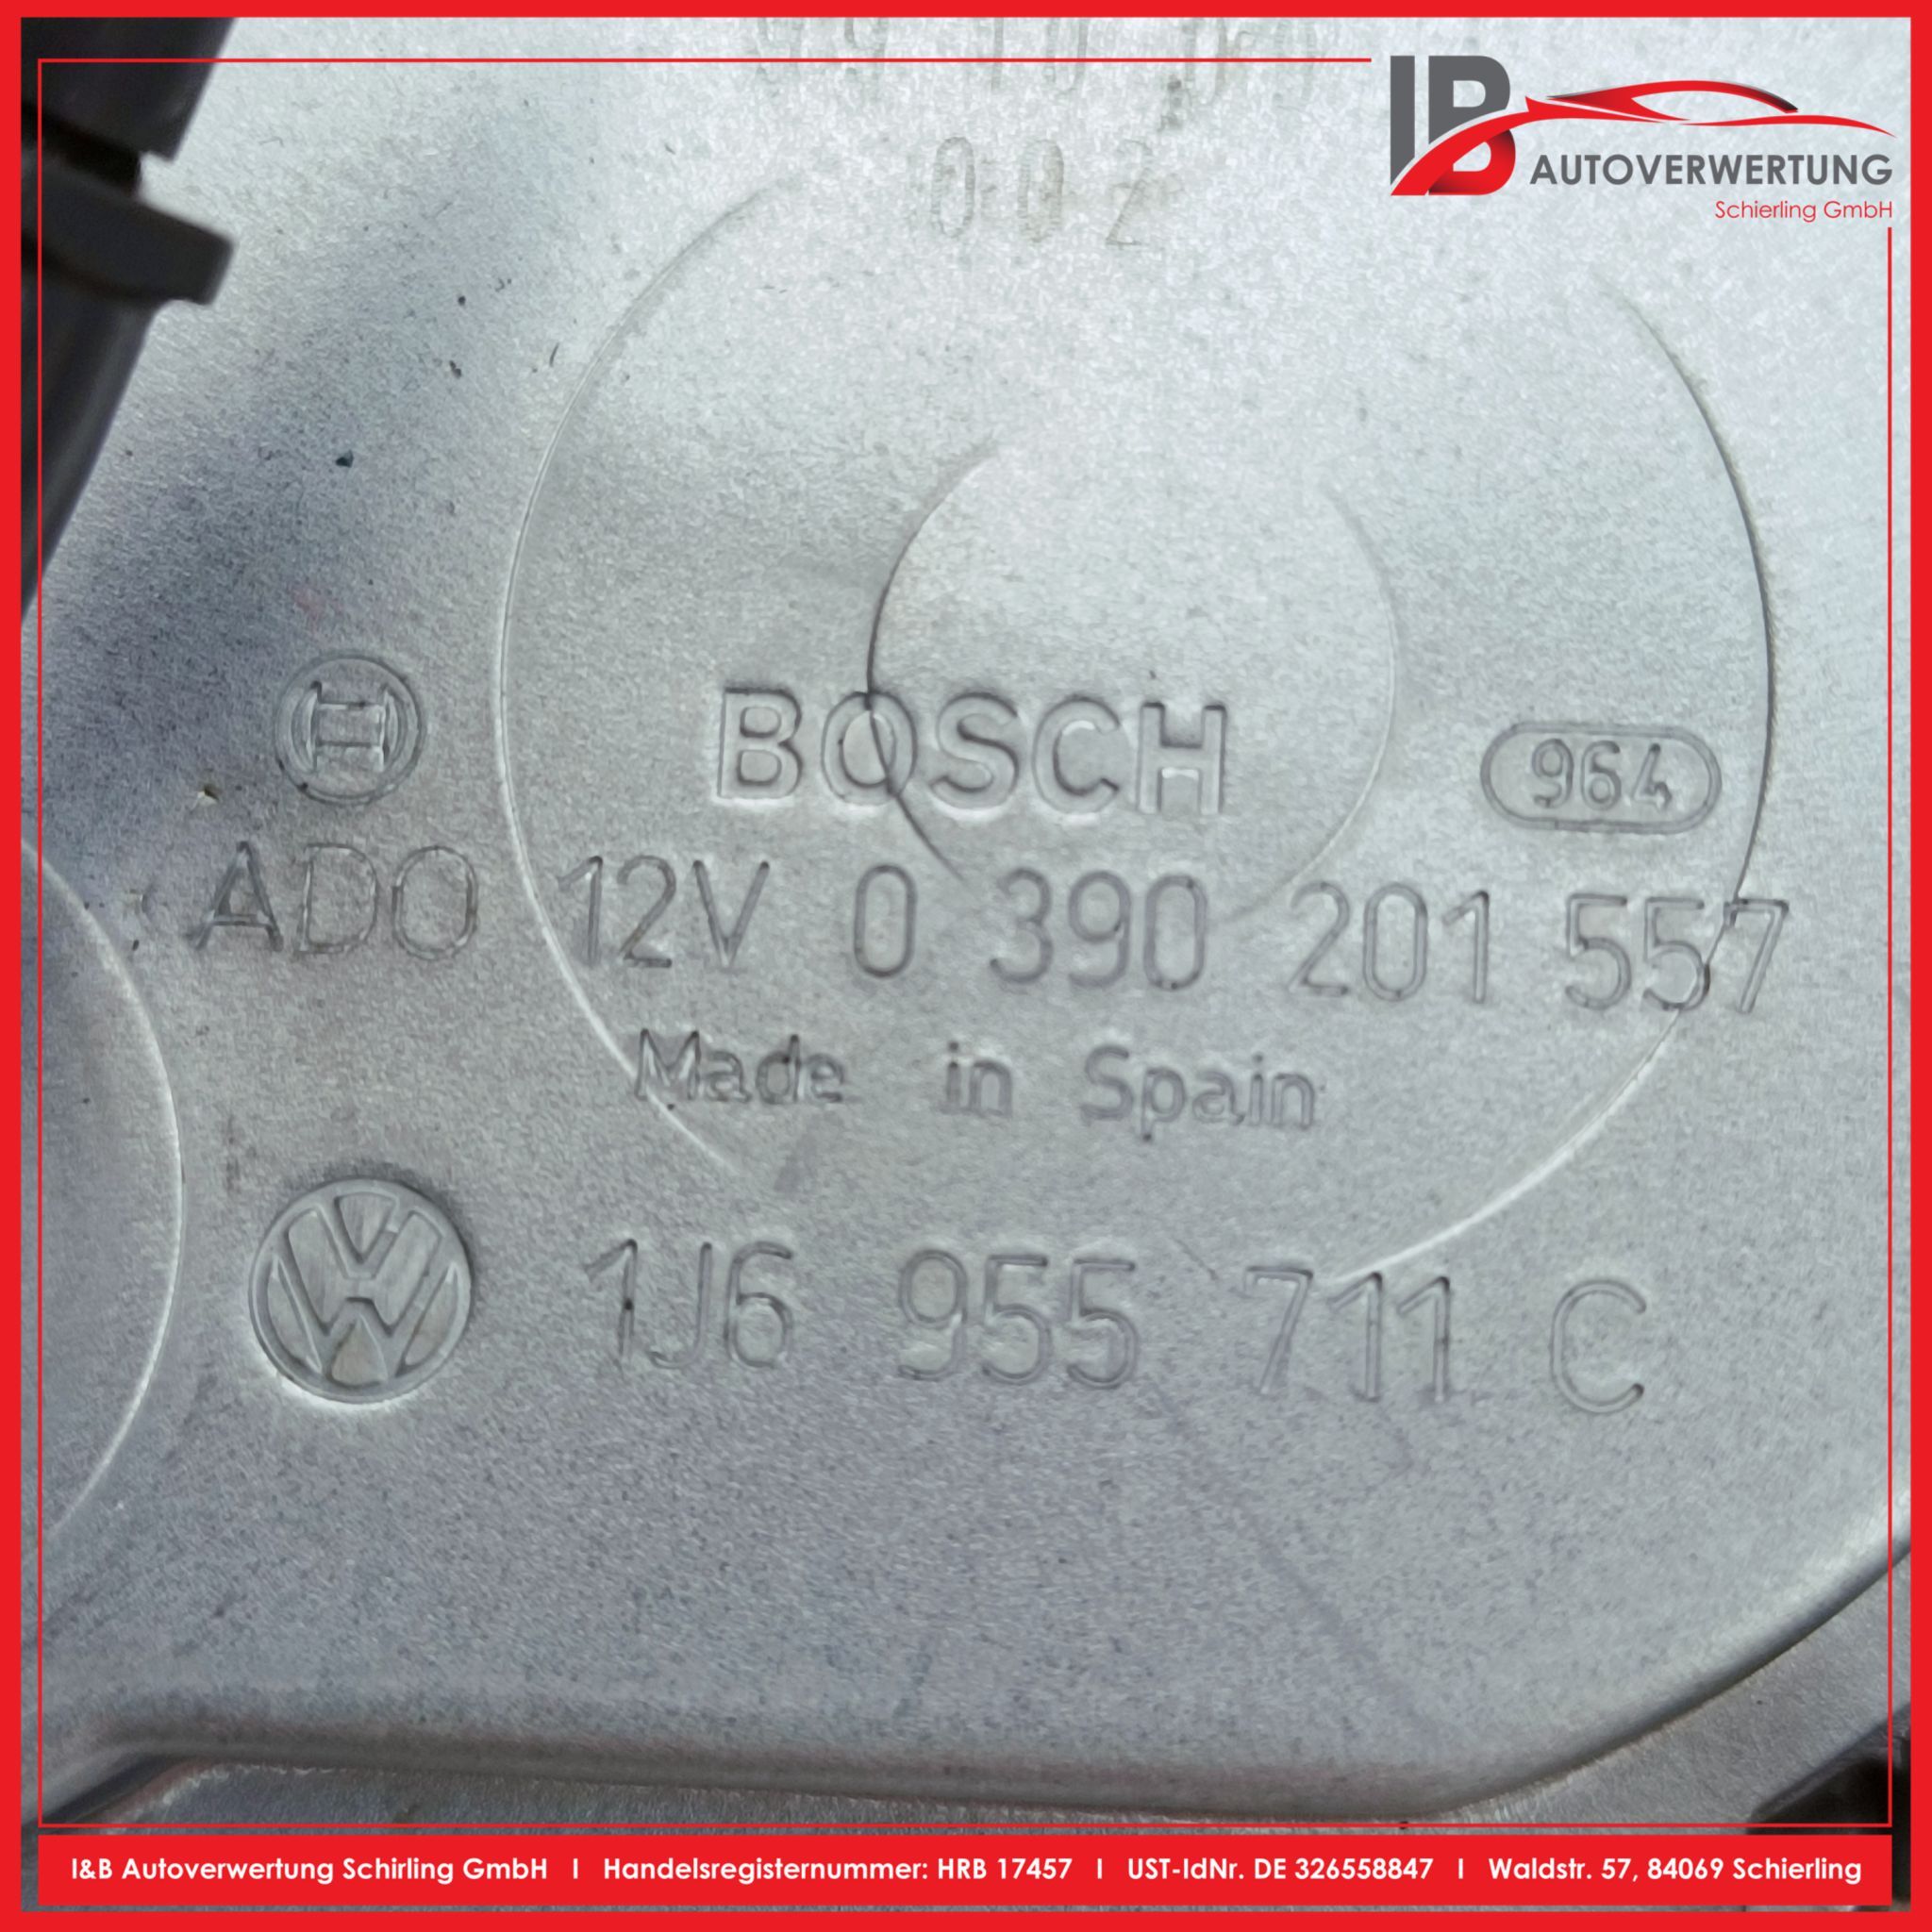 IB
AUTOVERWERTUNG
Schierling GmbH
002
BOSCH
964
ADO 12V 0 390 201 557
Made in Spain
1J6 955 711 C
I&B Autoverwertung Schirling GmbH I Handelsregisternummer: HRB 17457 I UST-IdNr. DE 326558847 I Waldstr. 57, 84069 Schierling